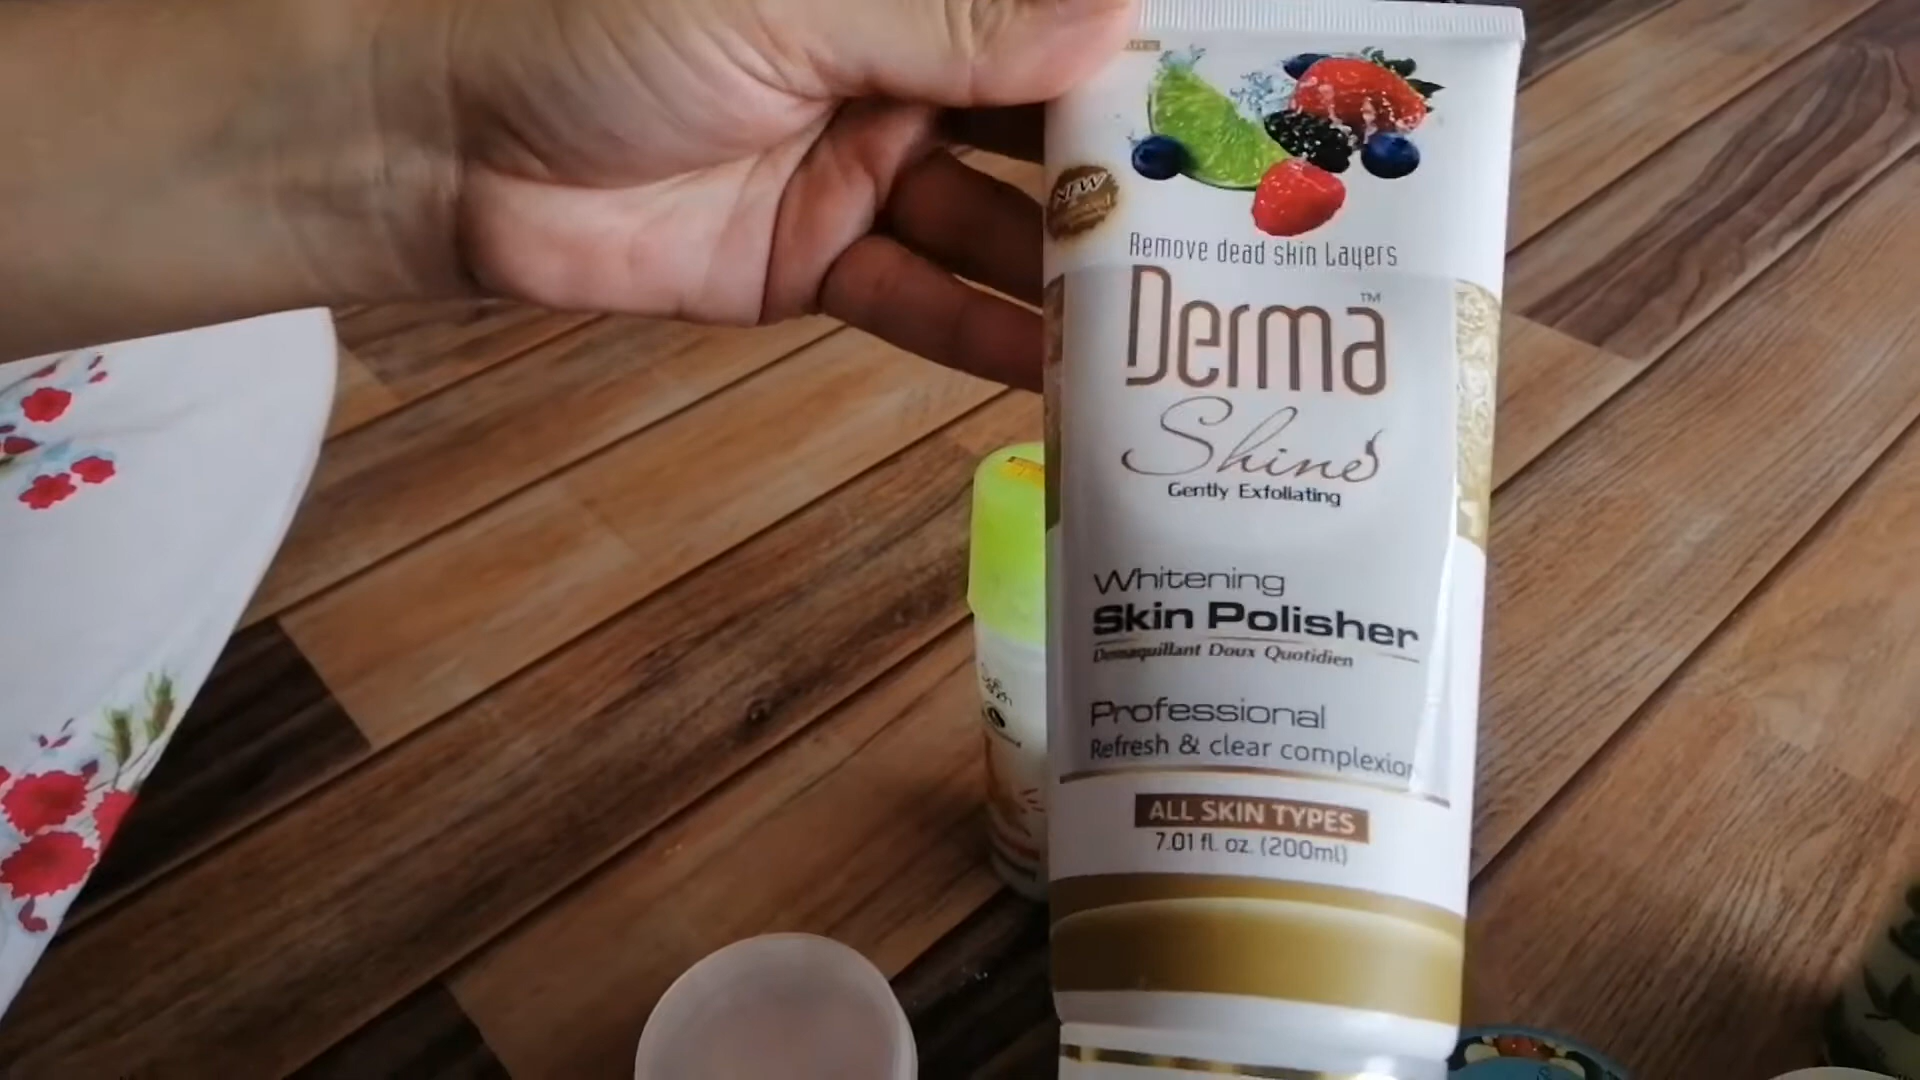 NEW
Remove dead skin Layers
Derma™
Shine
Gently Exfoliating
Whitening
Skin Polisher
Demaquillant Doux Quotidien
Professional
Refresh & clear complexion
ALL SKIN TYPES
7.01 fl. oz. (200ml)